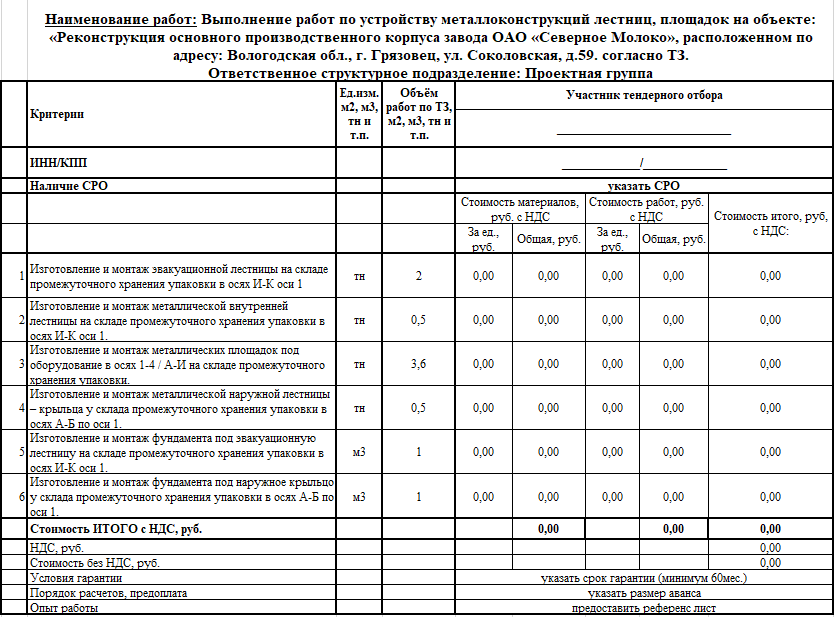 Наименование работ: Выполнение работ по устройству металлоконструкций лестниц, площадок на объекте:
«Реконструкция основного производственного корпуса завода ОАО «Северное Молоко», расположенном по
адресу: Вологодская обл., г. Грязовец, ул. Соколовская, д.59. согласно ТЗ.
Ответственное структурное подразделение: Проектная группа
Критерии
Ед.изм.
м2, м3,
тн и
т.п.
Объём
работ по ТЗ,
м2, м3, тн и
т.п.
Участник тендерного отбора
ИНН/КПП
/
Наличие СРО
указать СРО
Стоимость материалов,
руб. с НДС
Стоимость работ, руб.
с НДС
Стоимость итого, руб,
с НДС:
За ед.,
руб.
Общая, руб.
За ед.,
руб.
Общая, руб.
1 Изготовление и монтаж эвакуационной лестницы на складе
промежуточного хранения упаковки в осях И-К оси 1
тн 2 0,00 0,00 0,00 0,00 0,00
2 Изготовление и монтаж металлической внутренней
лестницы на складе промежуточного хранения упаковки в
осях И-К оси 1.
тн 0,5 0,00 0,00 0,00 0,00 0,00
3 Изготовление и монтаж металлических площадок под
оборудование в осях 1-4 / А-И на складе промежуточного
хранения упаковки.
тн 3,6 0,00 0,00 0,00 0,00 0,00
4 Изготовление и монтаж металлической наружной лестницы
– крыльца у склада промежуточного хранения упаковки в
осях А-Б по оси 1.
тн 0,5 0,00 0,00 0,00 0,00 0,00
5 Изготовление и монтаж фундамента под эвакуационную
лестницу на складе промежуточного хранения упаковки в
осях И-К оси 1.
м3 1 0,00 0,00 0,00 0,00 0,00
6 Изготовление и монтаж фундамента под наружное крыльцо
у склада промежуточного хранения упаковки в осях А-Б по
оси 1.
м3 1 0,00 0,00 0,00 0,00 0,00
Стоимость ИТОГО с НДС, руб. 0,00 0,00 0,00
НДС, руб. 0,00
Стоимость без НДС, руб. 0,00
Условия гарантии указать срок гарантии (минимум 60мес.)
Порядок расчетов, предоплата указать размер аванса
Опыт работы предоставить референс лист